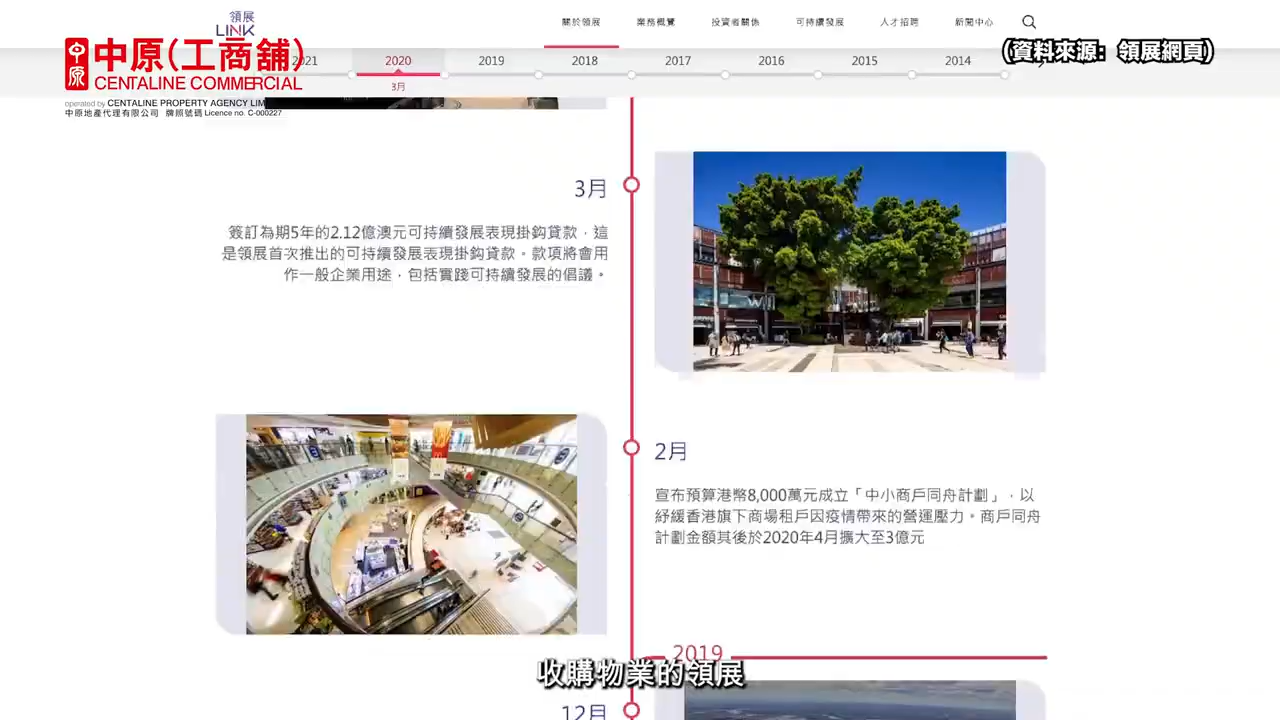 領展
LINK
關於領展
業務概覽
投資者關係
可持續發展
人才招聘
新聞中心
(資料來源：領展網頁)
中原(工商舖)
中原
CENTALINE COMMERCIAL
operated by CENTALINE PROPERTY AGENCY LIM
中原地產代理有限公司 牌照號碼 Licence no. C-000227
2021
2020
2019
2018
2017
2016
2015
2014
3月
3月
簽訂為期5年的2.12億澳元可持續發展表現掛鈎貸款，這
是領展首次推出的可持續發展表現掛鈎貸款。款項將會用
作一般企業用途，包括實踐可持續發展的倡議。
2月
宣布預算港幣8,000萬元成立「中小商戶同舟計劃」，以
紓緩香港旗下商場租戶因疫情帶來的營運壓力。商戶同舟
計劃金額其後於2020年4月擴大至3億元
2019
收購物業的領展
12月